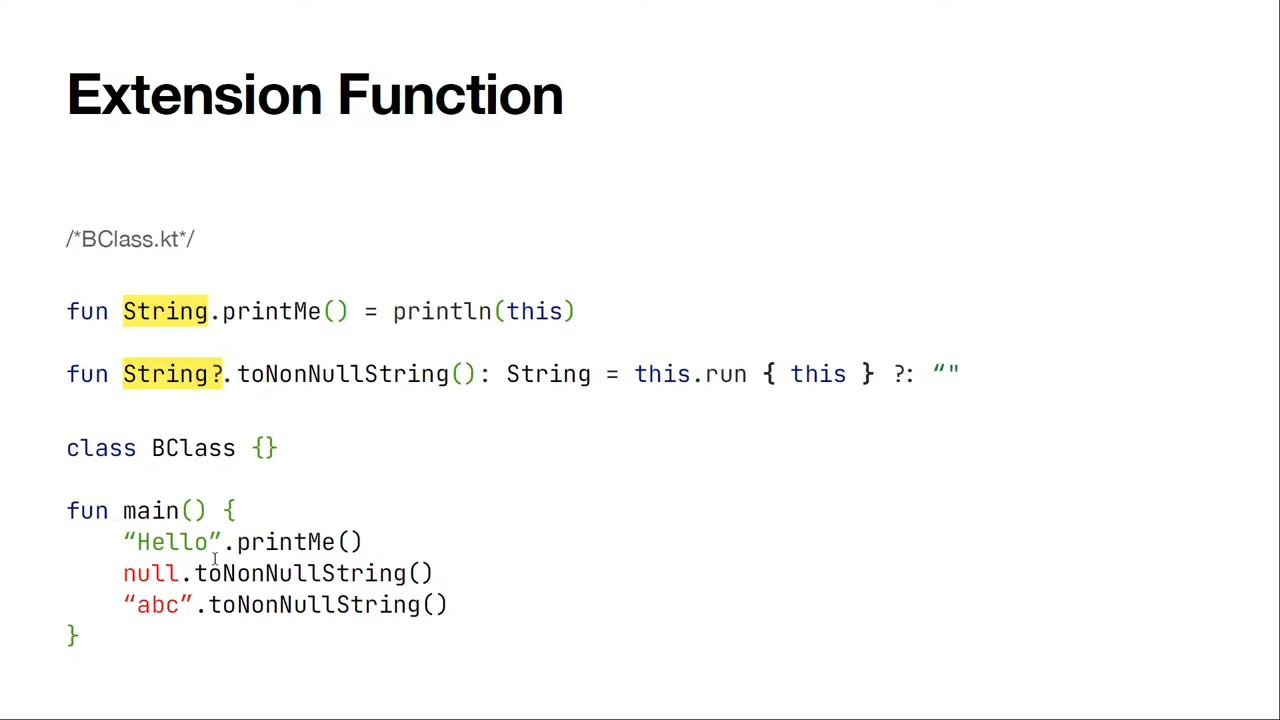 Extension Function
/*BClass.kt*/
fun String.printMe() = println(this)
fun String?.toNonNullString(): String = this.run { this } ?: “"
class BClass {}
fun main() {
“Hello”.printMe()
null.toNonNullString()
“abc”.toNonNullString()
}